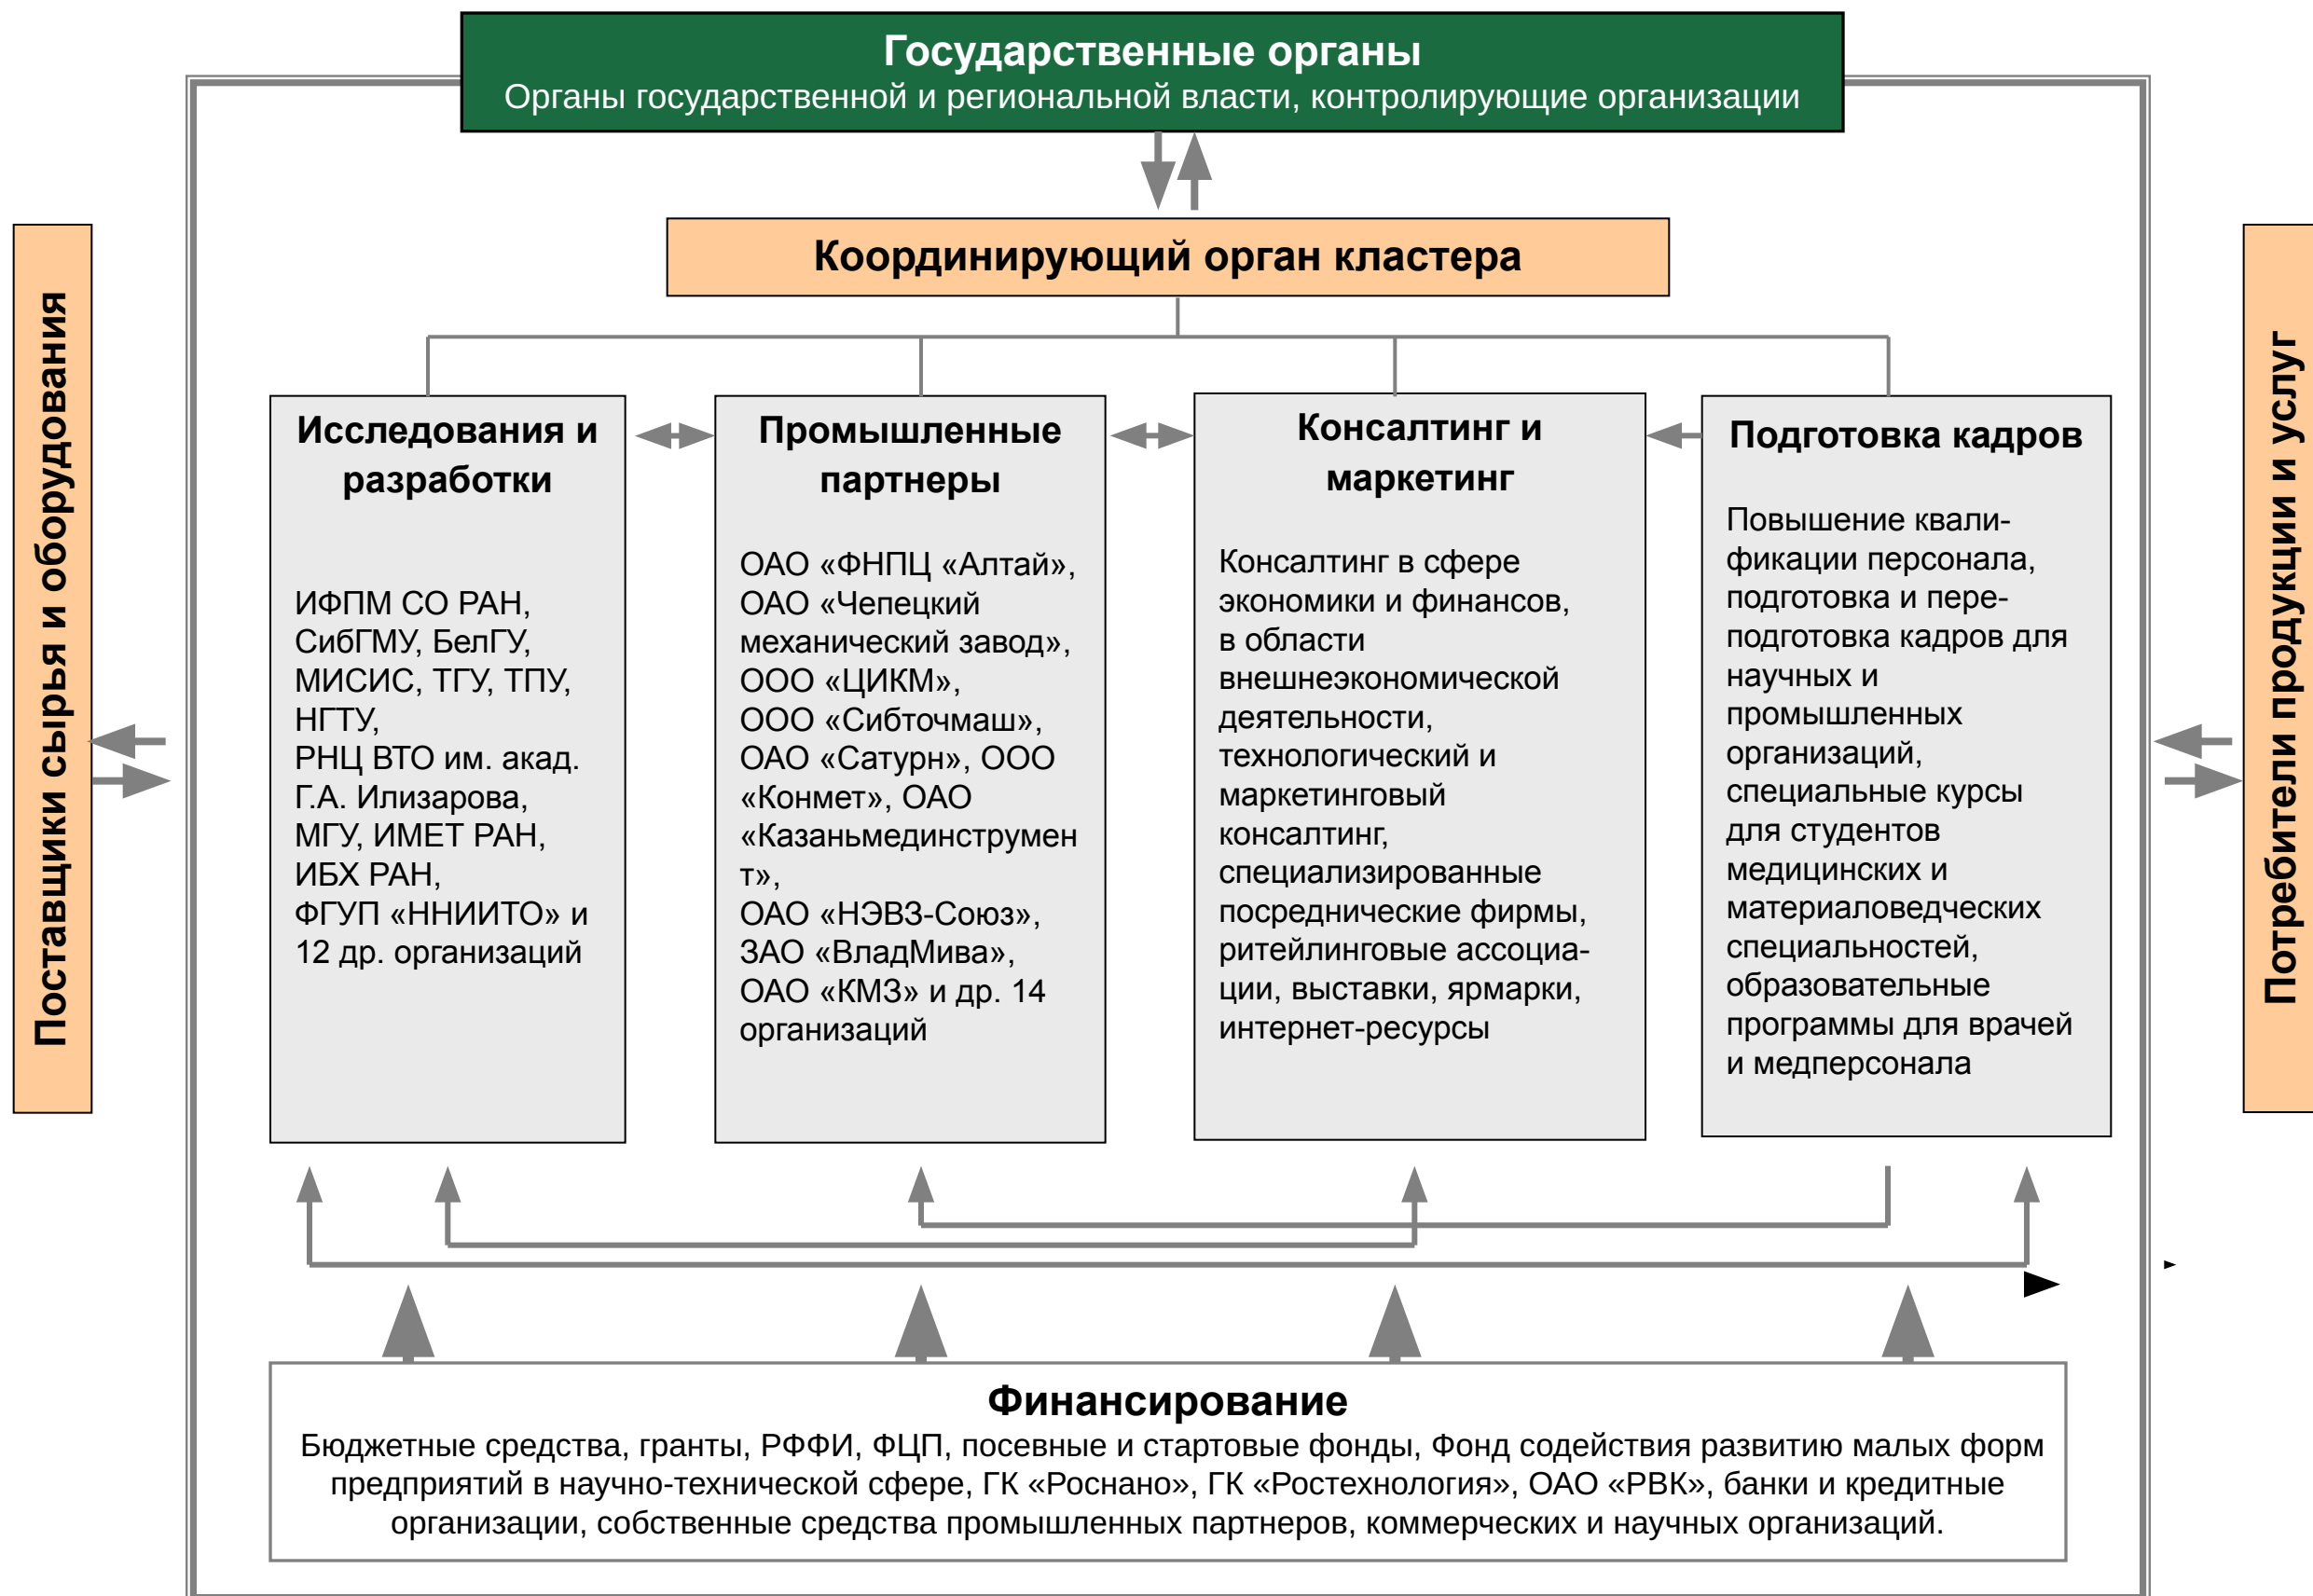 Государственные органы
Органы государственной и региональной власти, контролирующие организации
Координирующий орган кластера
Поставщики сырья и оборудования
Исследования и
разработки
ИФПМ СО РАН,
СибГМУ, БелГУ,
МИСИС, ТГУ, ТПУ,
НГТУ,
РНЦ ВТО им. акад.
Г.А. Илизарова,
МГУ, ИМЕТ РАН,
ИБХ РАН,
ФГУП «ННИИТО» и
12 др. организаций
Промышленные
партнеры
ОАО «ФНПЦ «Алтай»,
ОАО «Чепецкий
механический завод»,
ООО «ЦИКМ»,
ООО «Сибточмаш»,
ОАО «Сатурн», ООО
«Конмет», ОАО
«Казаньмединструмен
т»,
ОАО «НЭВЗ-Союз»,
ЗАО «ВладМива»,
ОАО «КМЗ» и др. 14
организаций
Консалтинг и
маркетинг
Консалтинг в сфере
экономики и финансов,
в области
внешнеэкономической
деятельности,
технологический и
маркетинговый
консалтинг,
специализированные
посреднические фирмы,
ритейлинговые ассоциа-
ции, выставки, ярмарки,
интернет-ресурсы
Подготовка кадров
Повышение квали-
фикации персонала,
подготовка и пере-
подготовка кадров для
научных и
промышленных
организаций,
специальные курсы
для студентов
медицинских и
материаловедческих
специальностей,
образовательные
программы для врачей
и медперсонала
Потребители продукции и услуг
Финансирование
Бюджетные средства, гранты, РФФИ, ФЦП, посевные и стартовые фонды, Фонд содействия развитию малых форм
предприятий в научно-технической сфере, ГК «Роснано», ГК «Ростехнология», ОАО «РВК», банки и кредитные
организации, собственные средства промышленных партнеров, коммерческих и научных организаций.